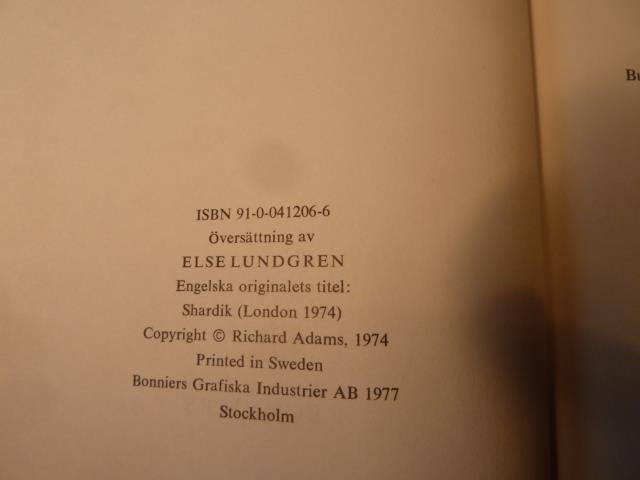 ISBN 91-0-041206-6
Översättning av
ELSE LUNDGREN
Engelska originalets titel:
Shardik (London 1974)
Copyright © Richard Adams, 1974
Printed in Sweden
Bonniers Grafiska Industrier AB 1977
Stockholm